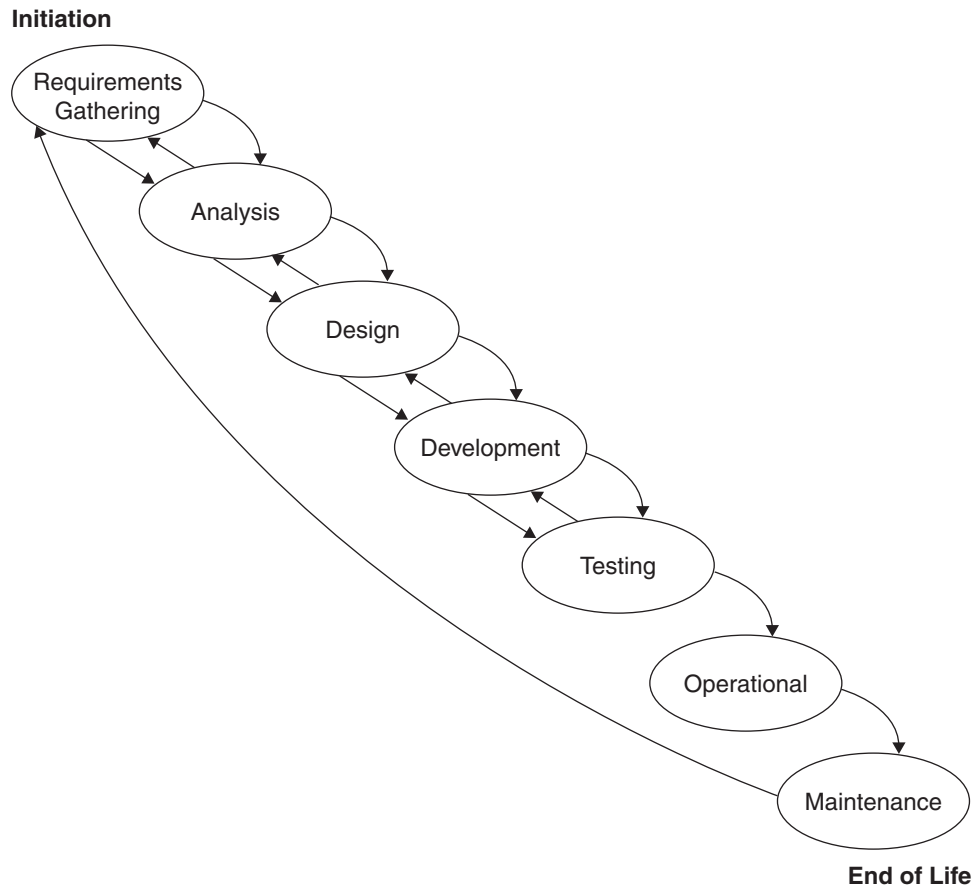 Initiation
Requirements
Gathering
Analysis
Design
Development
Testing
Operational
Maintenance
End of Life